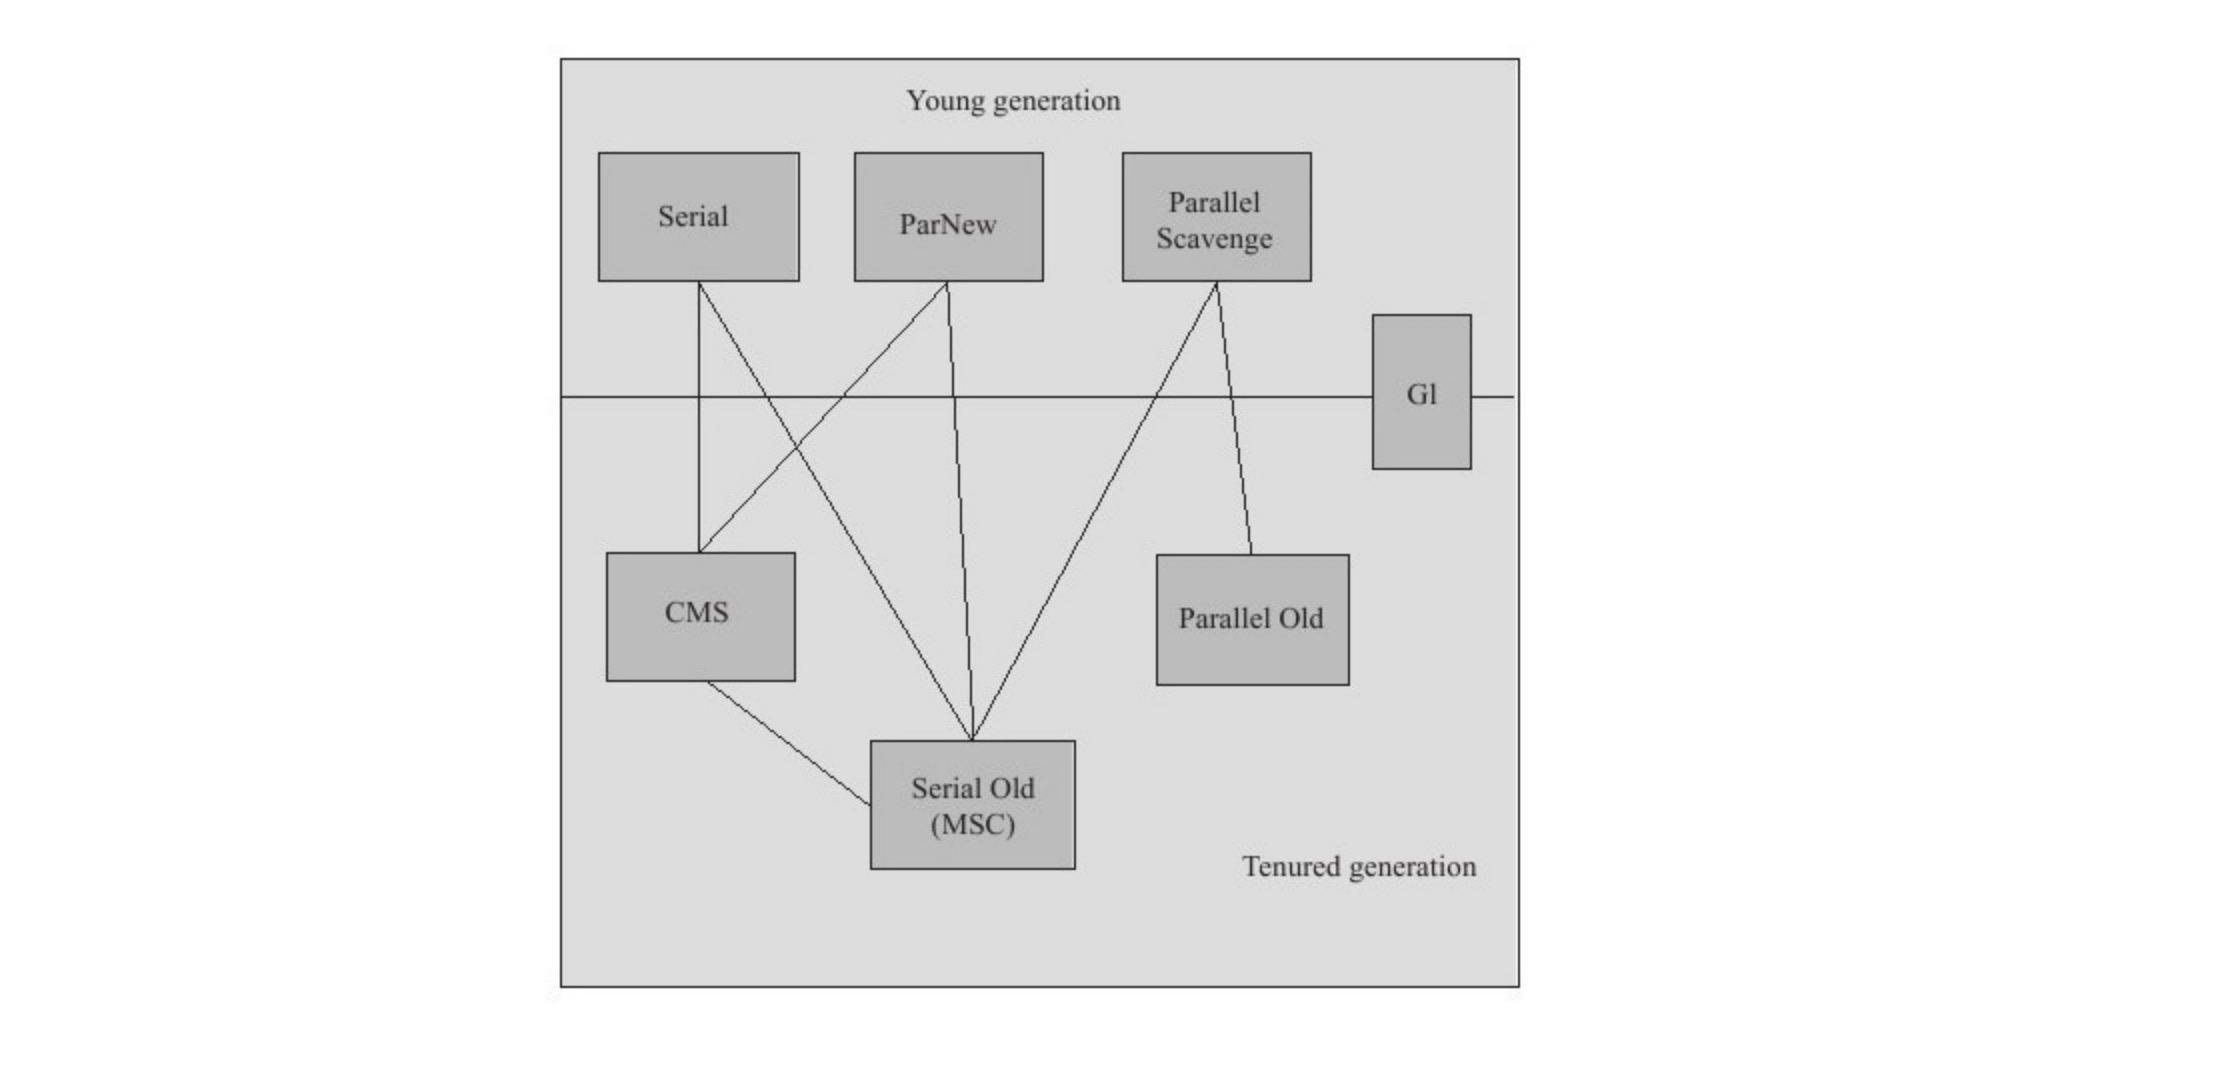 Young generation
Serial
ParNew
Parallel
Scavenge
Gl
CMS
Parallel Old
Serial Old
(MSC)
Tenured generation